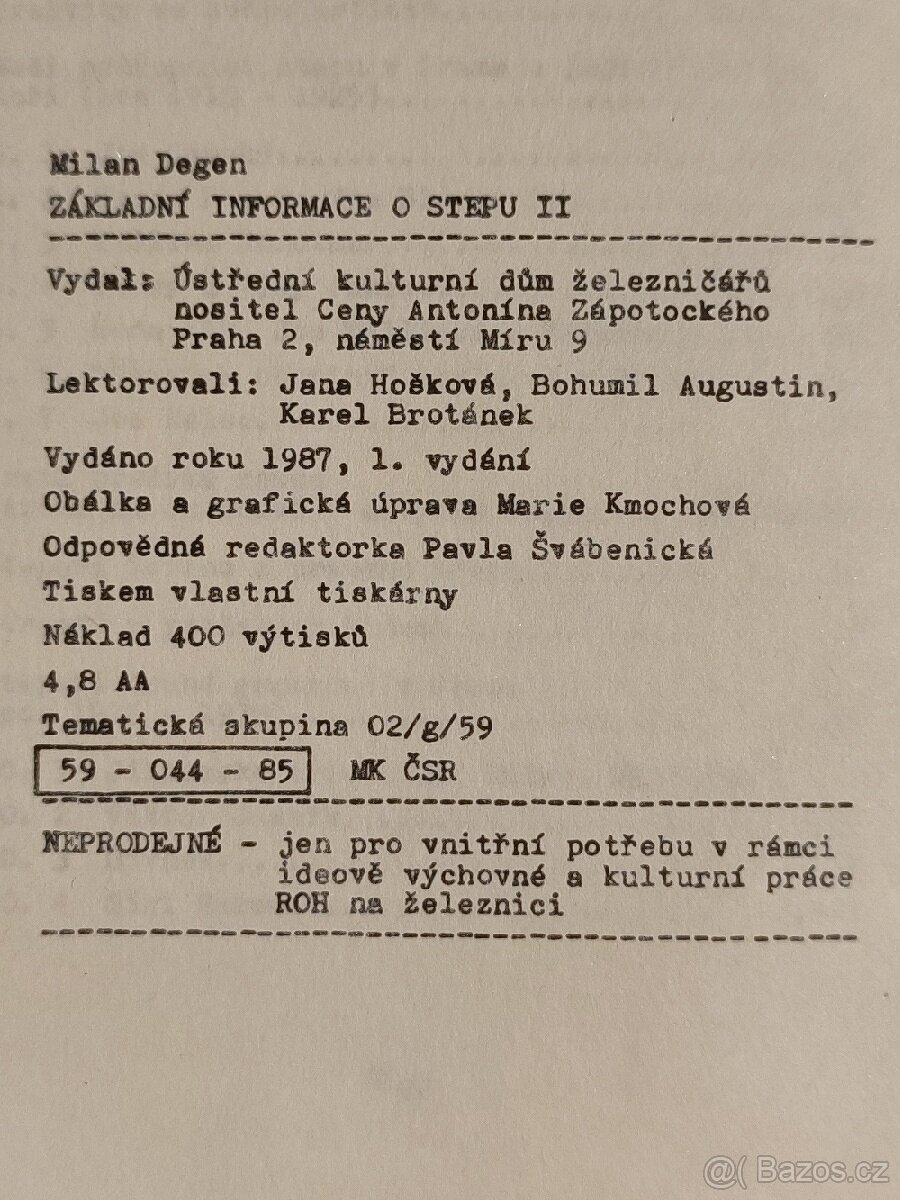 Milan Degen
ZÁKLADNÍ INFORMACE O STEPU II
Vydal: Ústřední kulturní dům železničářů
nositel Ceny Antonína Zápotockého
Praha 2, náměstí Míru 9
Lektorovali: Jana Hošková, Bohumil Augustin,
Karel Brotánek
Vydáno roku 1987, 1. vydání
Obálka a grafická úprava Marie Kmochová
Odpovědná redaktorka Pavla Švábenická
Tiskem vlastní tiskárny
Náklad 400 výtisků
4,8 AA
Tematická skupina 02/g/59
59 - 044 - 85 MK ČSR
NEPRODEJNÉ - jen pro vnitřní potřebu v rámci
ideově výchovné a kulturní práce
ROH na železnici
@( Bazos.cz